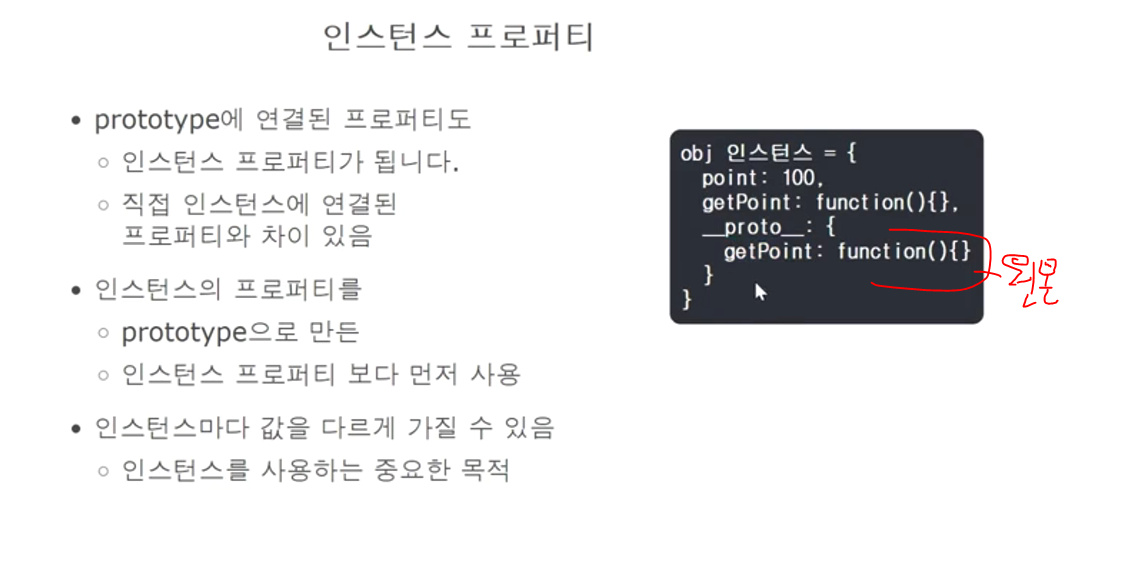 인스턴스 프로퍼티
prototype에 연결된 프로퍼티도
인스턴스 프로퍼티가 됩니다.
직접 인스턴스에 연결된
프로퍼티와 차이 있음
인스턴스의 프로퍼티를
prototype으로 만든
인스턴스 프로퍼티 보다 먼저 사용
인스턴스마다 값을 다르게 가질 수 있음
인스턴스를 사용하는 중요한 목적
obj 인스턴스 = {
point: 100,
getPoint: function(){},
__proto__: {
getPoint: function(){}
}
}